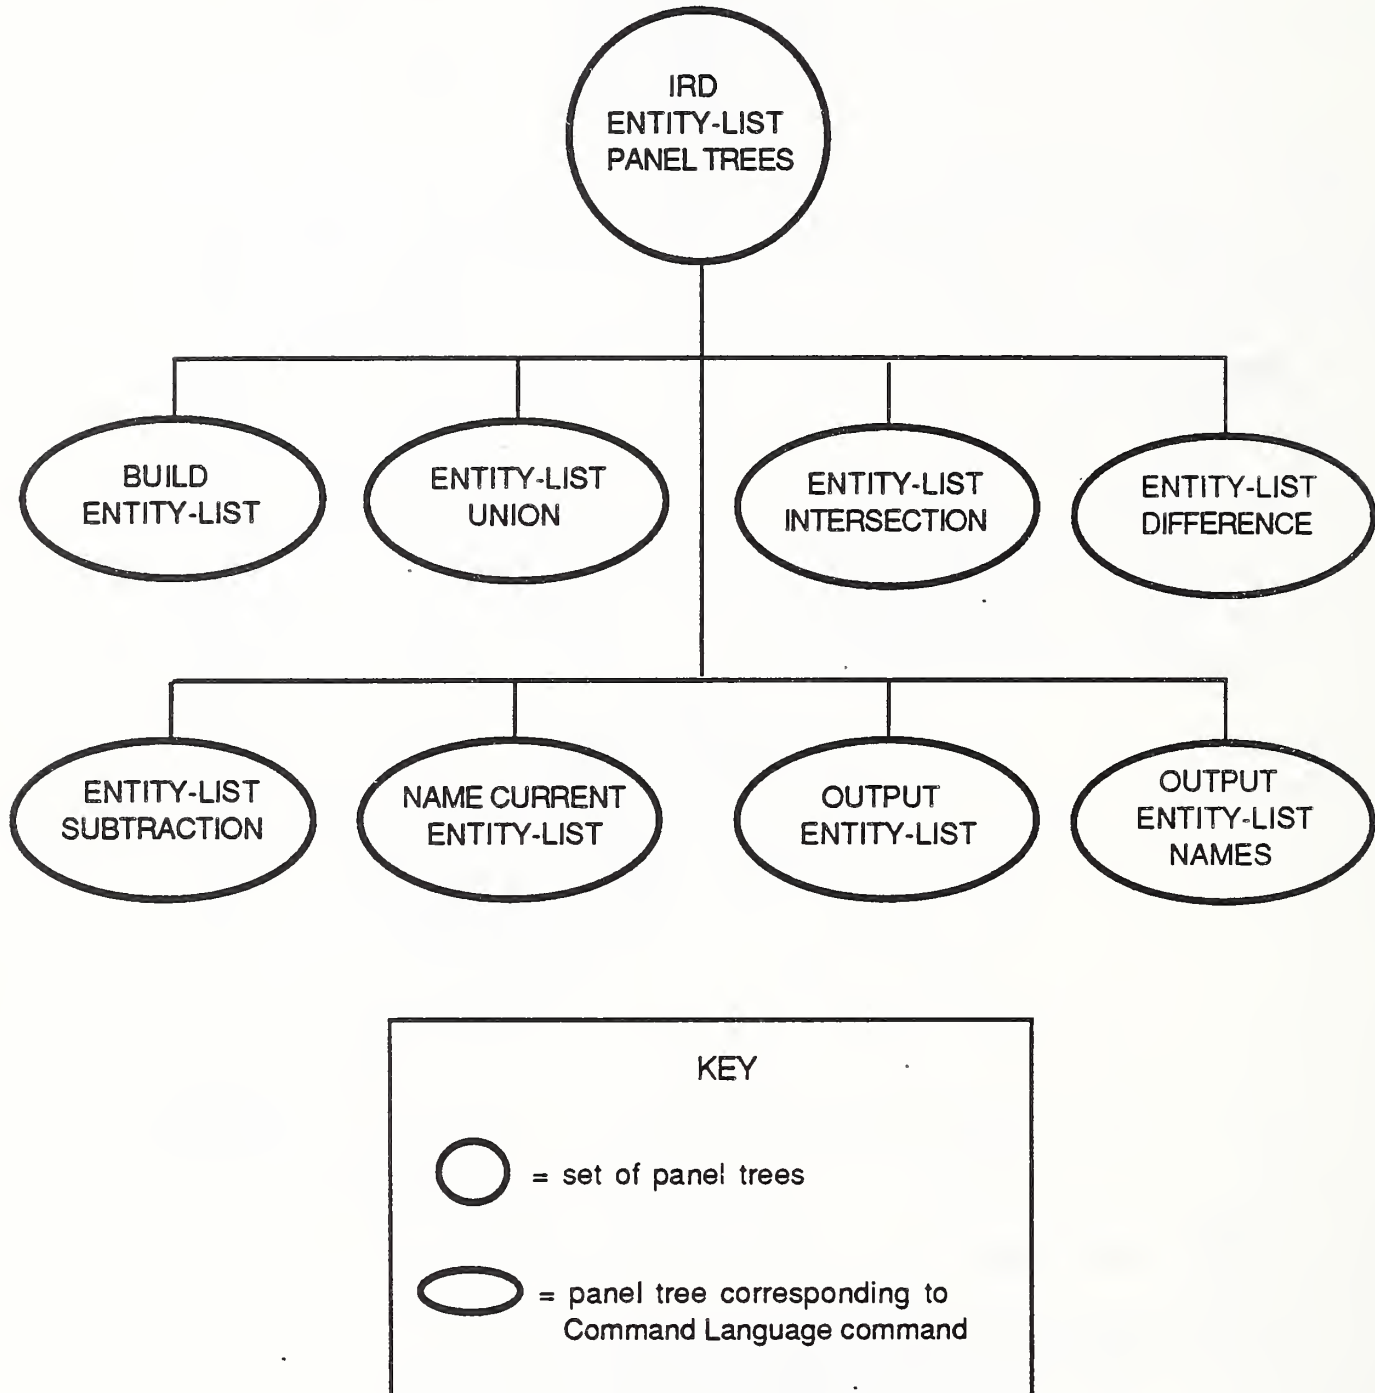 IRD
ENTITY-LIST
PANEL TREES
BUILD
ENTITY-LIST
ENTITY-LIST
UNION
ENTITY-LIST
INTERSECTION
ENTITY-LIST
DIFFERENCE
ENTITY-LIST
SUBTRACTION
NAME CURRENT
ENTITY-LIST
OUTPUT
ENTITY-LIST
OUTPUT
ENTITY-LIST
NAMES
KEY
= set of panel trees
= panel tree corresponding to
Command Language command